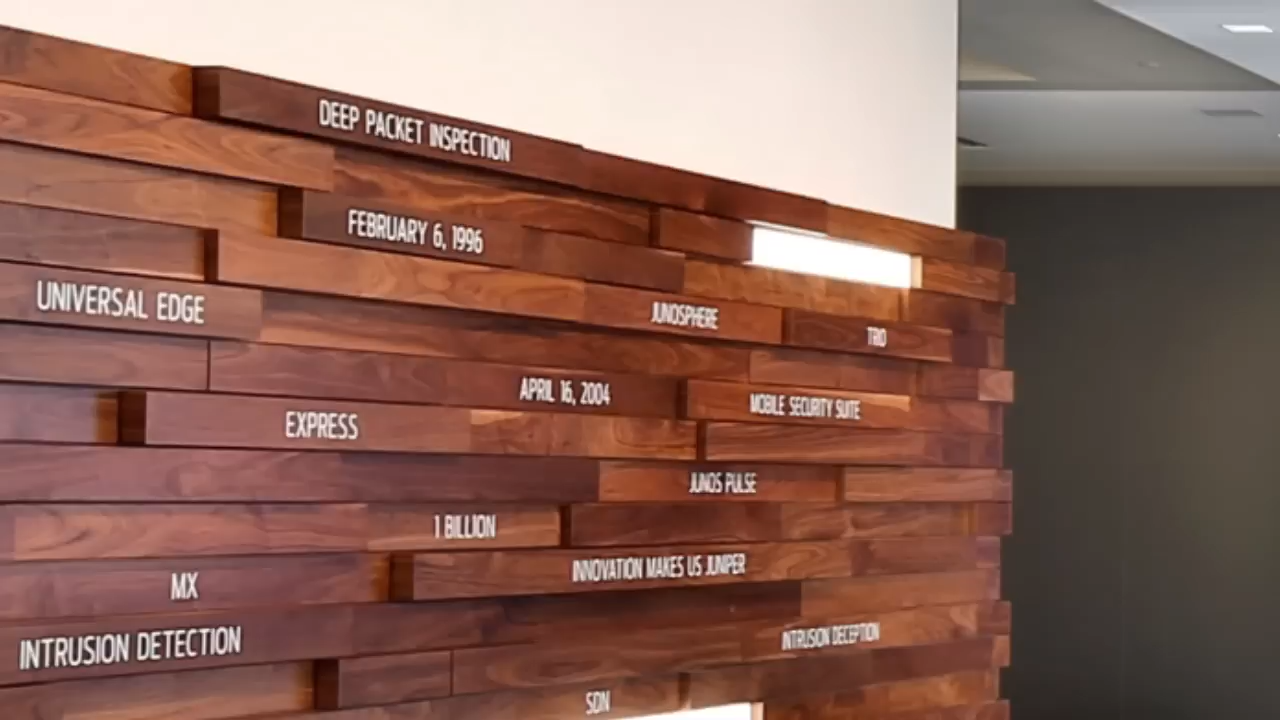 DEEP PACKET INSPECTION
FEBRUARY 6, 1996
UNIVERSAL EDGE
JUNOSPHERE
TRIO
APRIL 16, 2004
MOBILE SECURITY SUITE
EXPRESS
JUNOS PULSE
1 BILLION
INNOVATION MAKES US JUNIPER
MX
INTRUSION DETECTION
INTRUSION DECEPTION
SDN